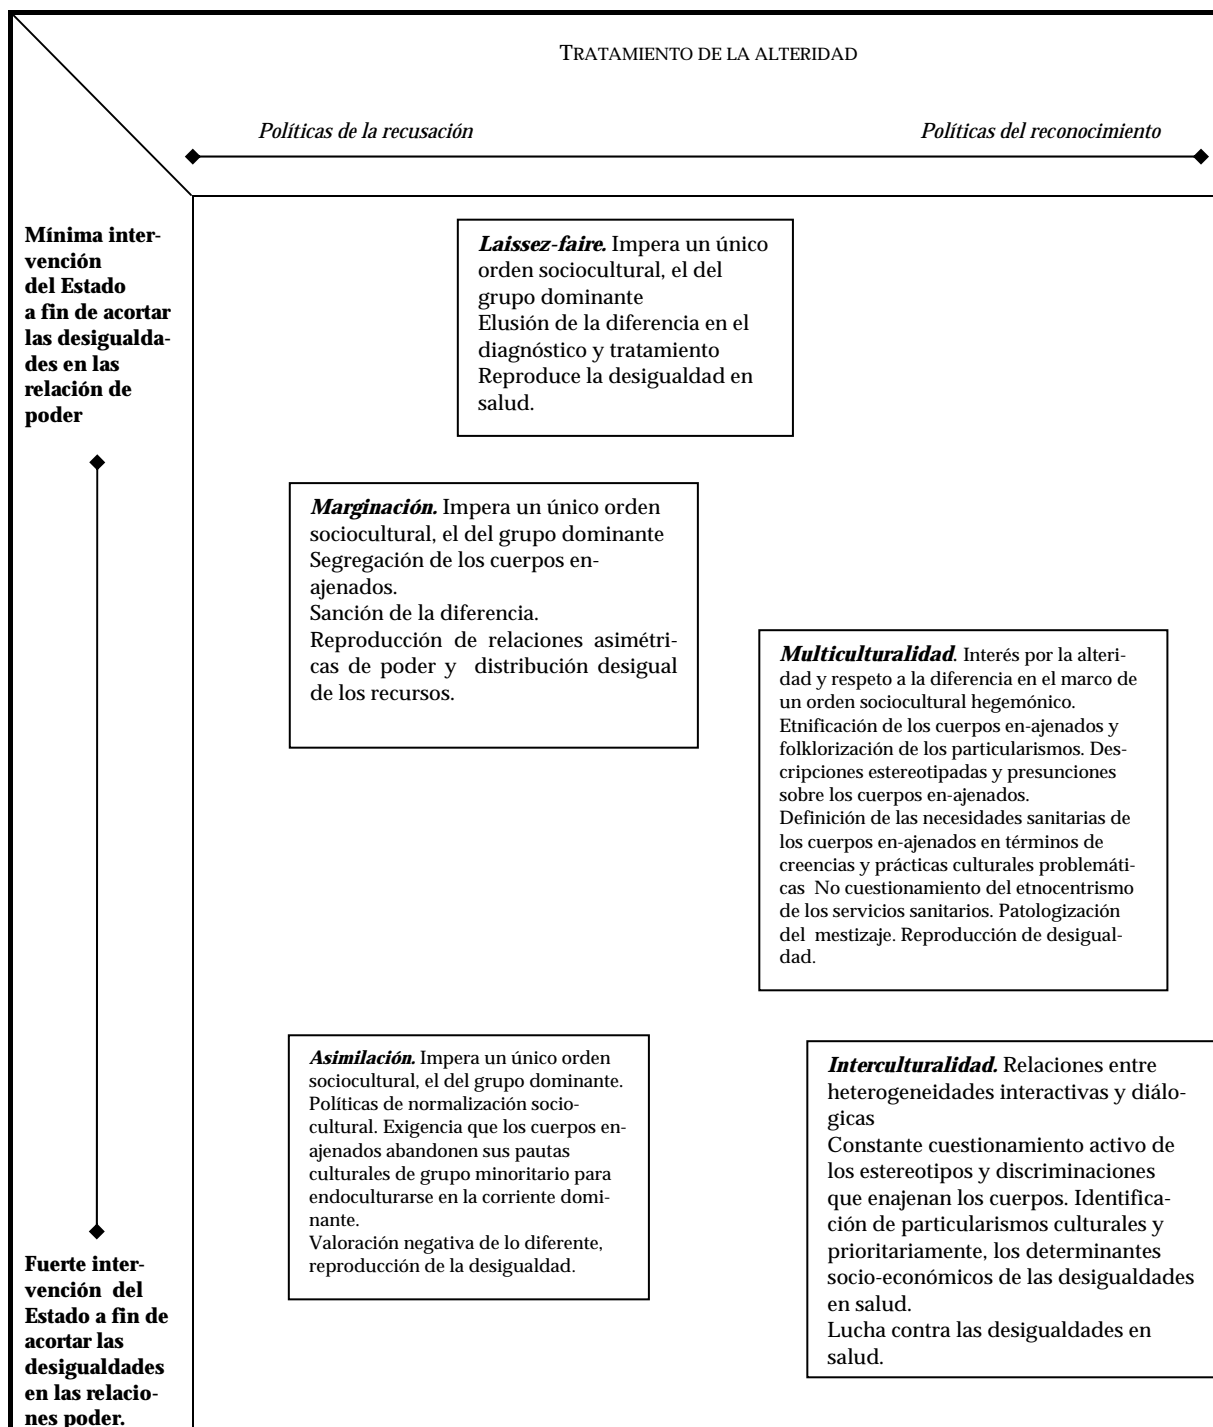 TRATAMIENTO DE LA ALTERIDAD
Políticas de la recusación
Políticas del reconocimiento
Mínima inter-
vención
del Estado
a fin de acortar
las desigualda-
des en las
relación de
poder
Laissez-faire. Impera un único
orden sociocultural, el del
grupo dominante
Elusión de la diferencia en el
diagnóstico y tratamiento
Reproduce la desigualdad en
salud.
Marginación. Impera un único orden
sociocultural, el del grupo dominante
Segregación de los cuerpos en-
ajenados.
Sanción de la diferencia.
Reproducción de relaciones asimétri-
cas de poder y distribución desigual
de los recursos.
Multiculturalidad. Interés por la alteri-
dad y respeto a la diferencia en el marco de
un orden sociocultural hegemónico.
Etnificación de los cuerpos en-ajenados y
folklorización de los particularismos. Des-
cripciones estereotipadas y presunciones
sobre los cuerpos en-ajenados.
Definición de las necesidades sanitarias de
los cuerpos en-ajenados en términos de
creencias y prácticas culturales problemáti-
cas No cuestionamiento del etnocentrismo
de los servicios sanitarios. Patologización
del mestizaje. Reproducción de desigual-
dad.
Asimilación. Impera un único orden
sociocultural, el del grupo dominante.
Políticas de normalización socio-
cultural. Exigencia que los cuerpos en-
ajenados abandonen sus pautas
culturales de grupo minoritario para
endoculturarse en la corriente domi-
nante.
Valoración negativa de lo diferente,
reproducción de la desigualdad.
Interculturalidad. Relaciones entre
heterogeneidades interactivas y diálo-
gicas
Constante cuestionamiento activo de
los estereotipos y discriminaciones
que enajenan los cuerpos. Identifica-
ción de particularismos culturales y
prioritariamente, los determinantes
socio-económicos de las desigualdades
en salud.
Lucha contra las desigualdades en
salud.
Fuerte inter-
vención del
Estado a fin de
acortar las
desigualdades
en las relacio-
nes poder.